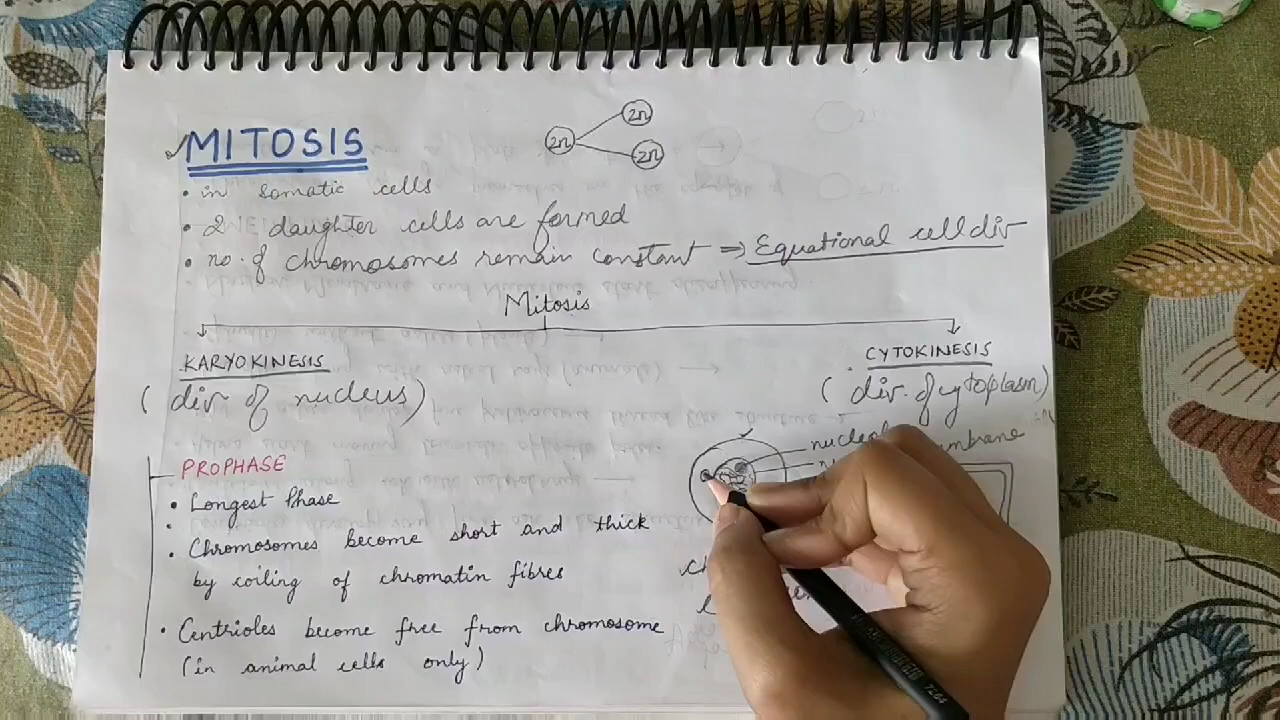 MITOSIS
2n
2n
2n
• in somatic cells
• 2 daughter cells are formed
• no. of chromosomes remain constant ⇒ Equational cell div
Mitosis
KARYOKINESIS
(div of nucleus)
CYTOKINESIS
(div. of cytoplasm)
PROPHASE
• Longest Phase
• Chromosomes become short and thick
by coiling of chromatin fibres
• Centrioles become free from chromosome
(in animal cells only)